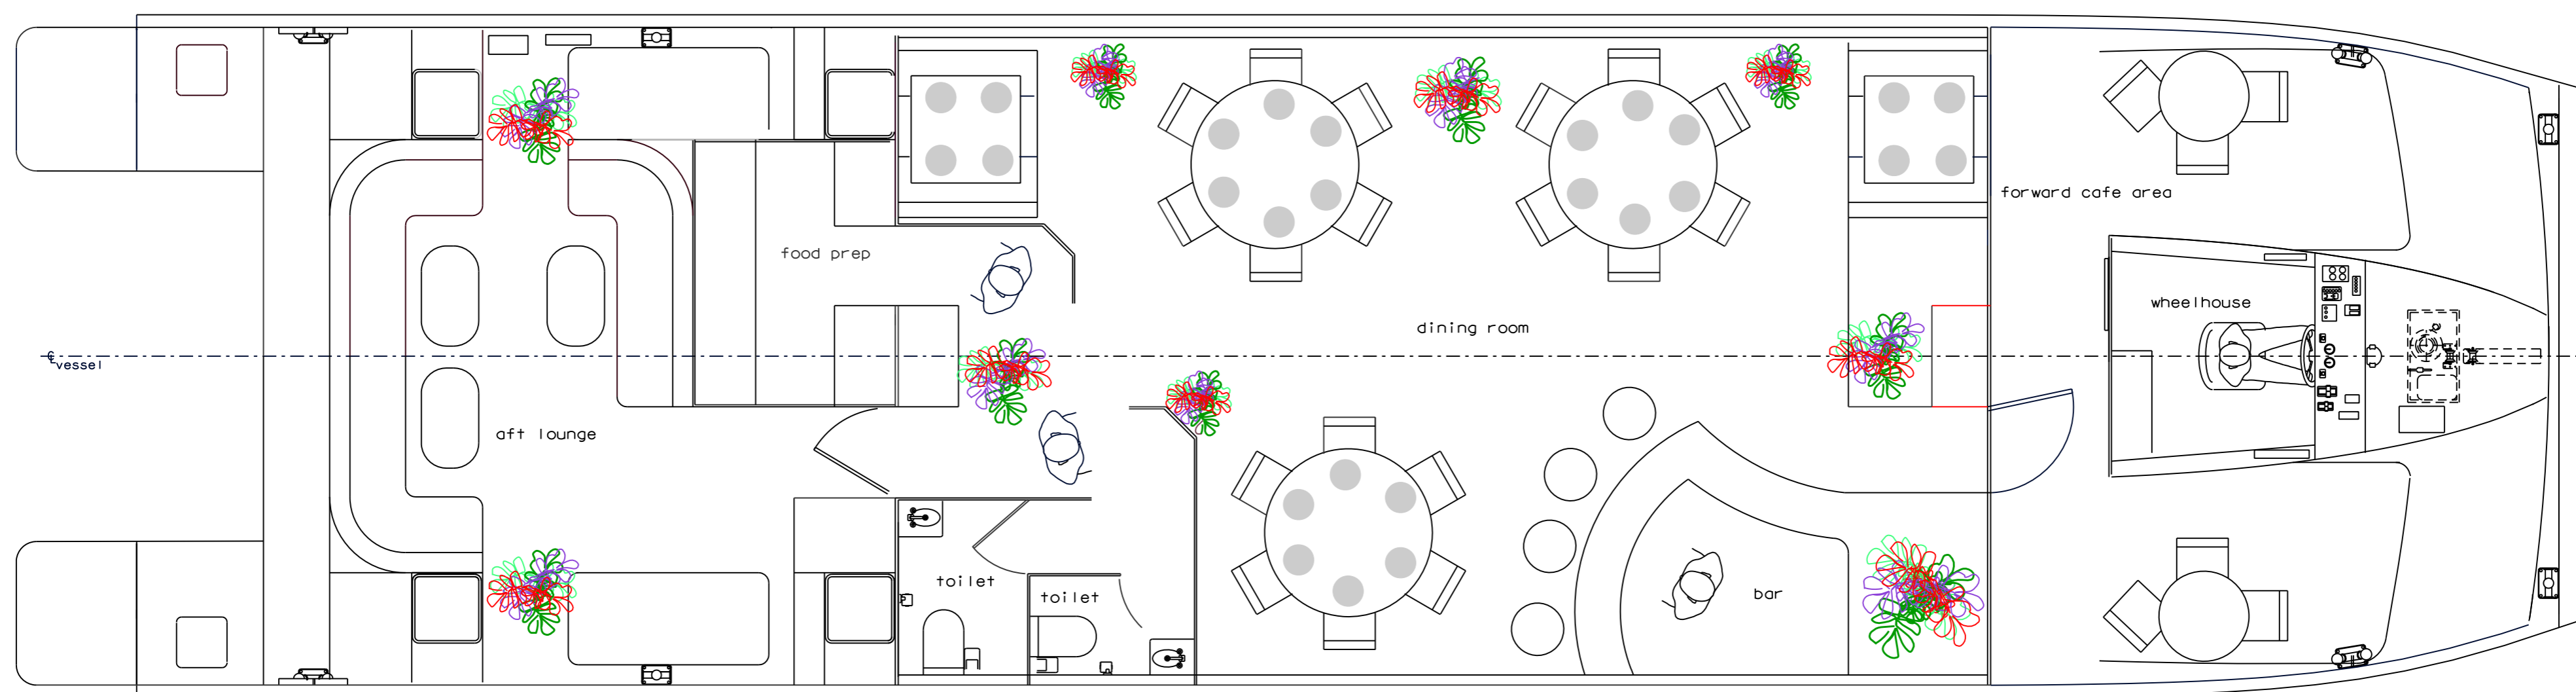 forward cafe area
food prep
wheelhouse
dining room
℄ vessel
aft lounge
toilet
toilet
bar